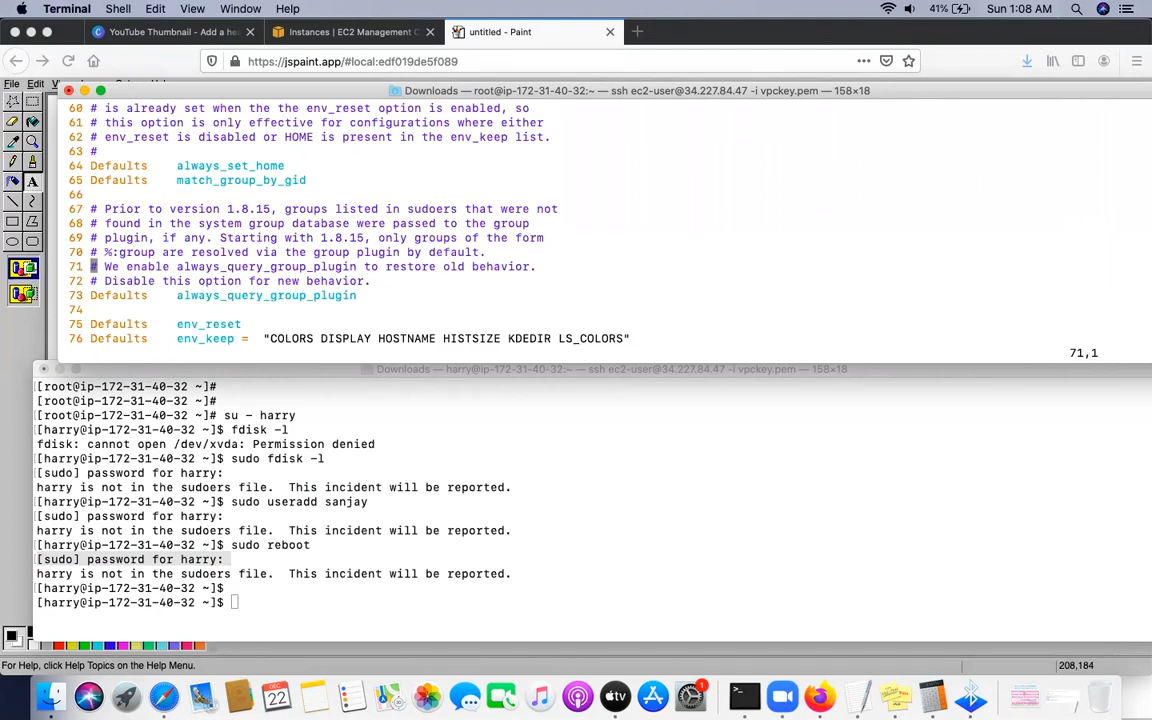 Terminal Shell Edit View Window Help 41% Sun 1:08 AM
YouTube Thumbnail - Add a he
Instances | EC2 Management C
untitled - Paint
https://jspaint.app/#local:edf019de5f089
File Edit
Downloads — root@ip-172-31-40-32:~ — ssh ec2-user@34.227.84.47 -i vpckey.pem — 158×18
60 # is already set when the the env_reset option is enabled, so
61 # this option is only effective for configurations where either
62 # env_reset is disabled or HOME is present in the env_keep list.
63 #
64 Defaults    always_set_home
65 Defaults    match_group_by_gid
66
67 # Prior to version 1.8.15, groups listed in sudoers that were not
68 # found in the system group database were passed to the group
69 # plugin, if any. Starting with 1.8.15, only groups of the form
70 # %:group are resolved via the group plugin by default.
71 # We enable always_query_group_plugin to restore old behavior.
72 # Disable this option for new behavior.
73 Defaults    always_query_group_plugin
74
75 Defaults    env_reset
76 Defaults    env_keep =  "COLORS DISPLAY HOSTNAME HISTSIZE KDEDIR LS_COLORS"
71,1
Downloads — harry@ip-172-31-40-32:~ — ssh ec2-user@34.227.84.47 -i vpckey.pem — 158×18
[root@ip-172-31-40-32 ~]#
[root@ip-172-31-40-32 ~]#
[root@ip-172-31-40-32 ~]# su - harry
[harry@ip-172-31-40-32 ~]$ fdisk -l
fdisk: cannot open /dev/xvda: Permission denied
[harry@ip-172-31-40-32 ~]$ sudo fdisk -l
[sudo] password for harry:
harry is not in the sudoers file.  This incident will be reported.
[harry@ip-172-31-40-32 ~]$ sudo useradd sanjay
[sudo] password for harry:
harry is not in the sudoers file.  This incident will be reported.
[harry@ip-172-31-40-32 ~]$ sudo reboot
[sudo] password for harry:
harry is not in the sudoers file.  This incident will be reported.
[harry@ip-172-31-40-32 ~]$
[harry@ip-172-31-40-32 ~]$
For Help, click Help Topics on the Help Menu.
208,184
DEC
22
tv
1